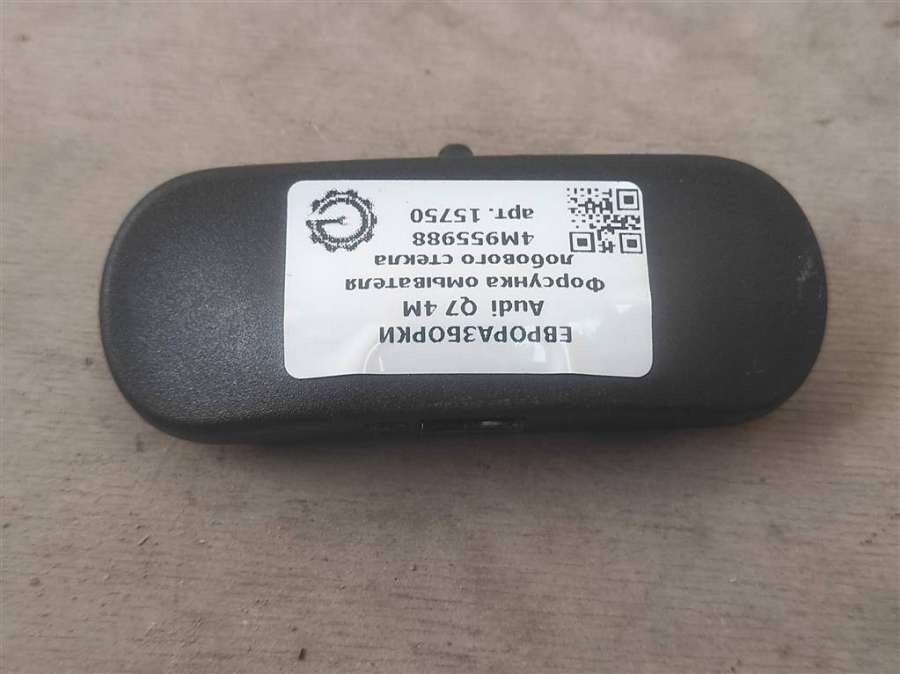 ЕВРОРАЗБОРКИ
Audi Q7 4M
Форсунка омывателя
лобового стекла
4M955988
арт. 15750